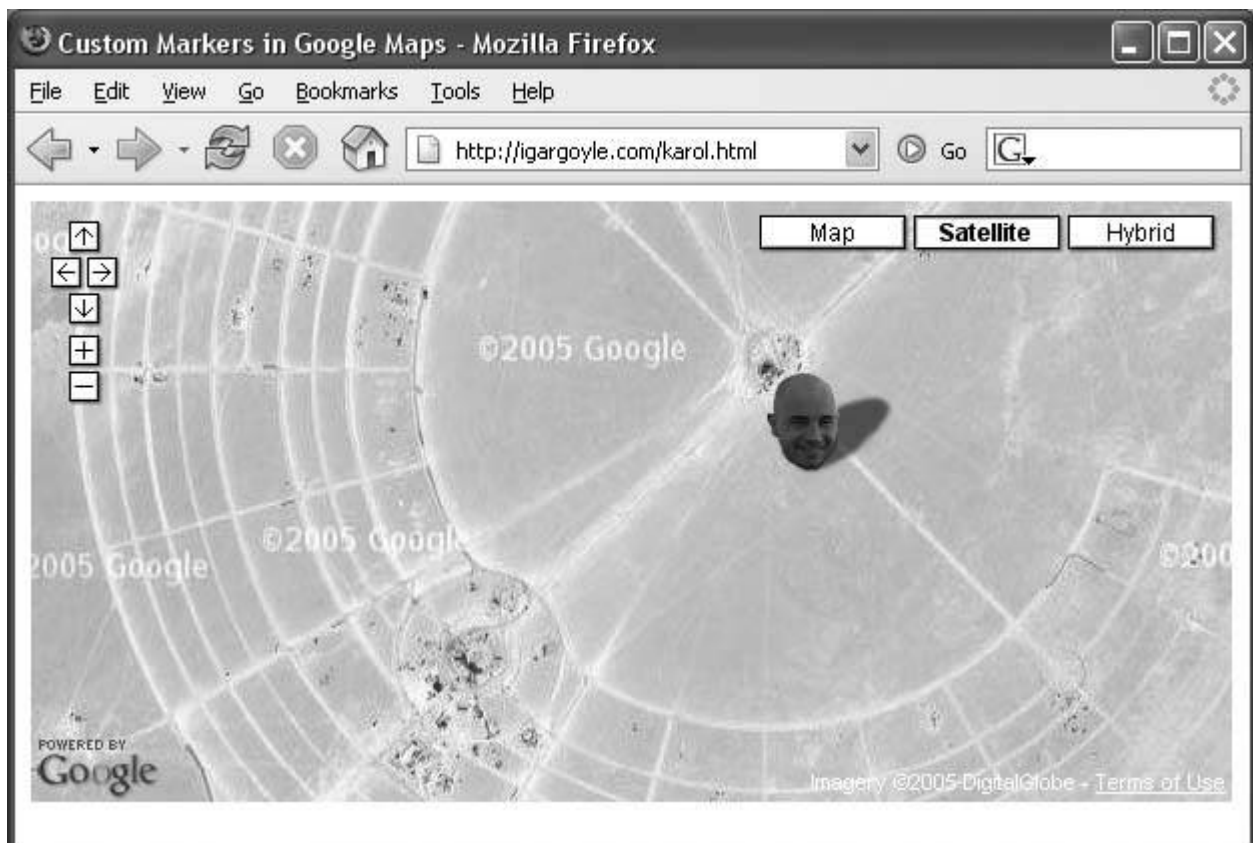 Custom Markers in Google Maps - Mozilla Firefox
File Edit View Go Bookmarks Tools Help
http://igargoyle.com/karol.html Go G
Map Satellite Hybrid
©2005 Google
©2005 Google
2005 Google
©200
POWERED BY
Google
Imagery ©2005 DigitalGlobe - Terms of Use